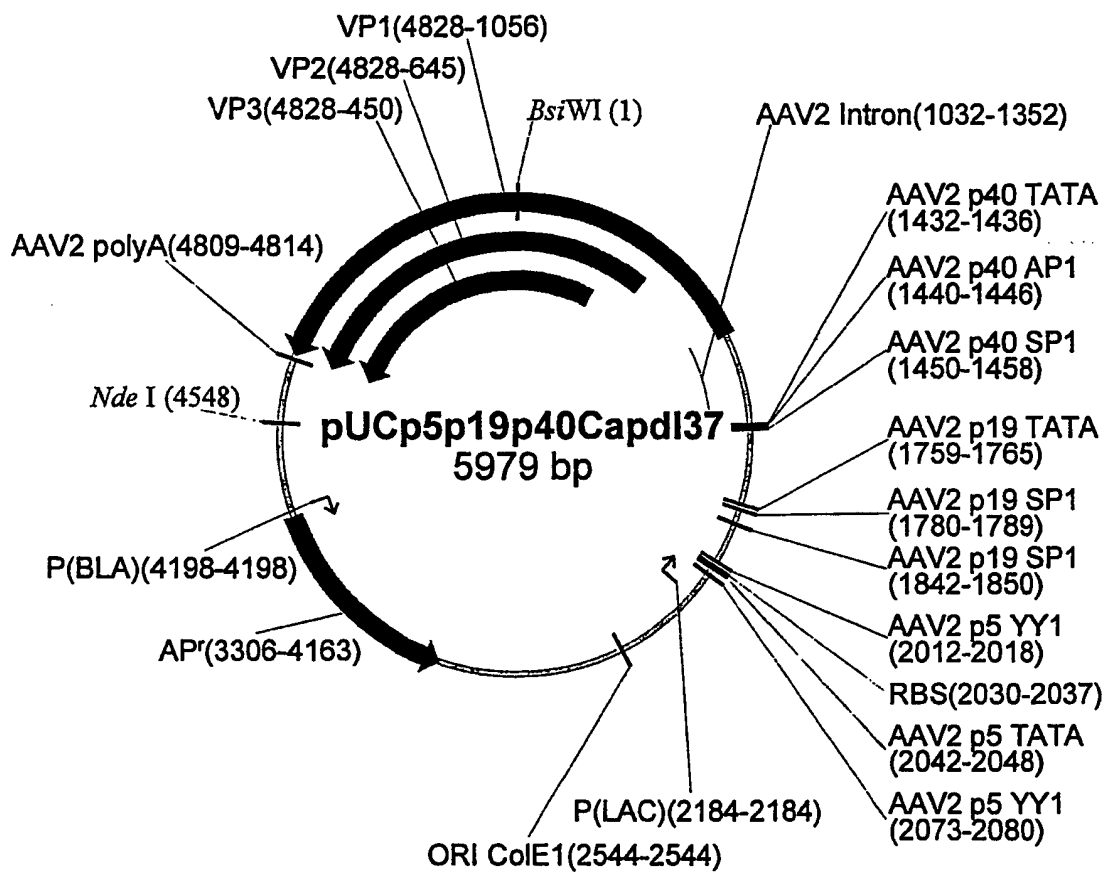 VP1(4828-1056)
VP2(4828-645)
VP3(4828-450)
BsiWI (1)
AAV2 Intron(1032-1352)
AAV2 p40 TATA
(1432-1436)
AAV2 p40 AP1
(1440-1446)
AAV2 p40 SP1
(1450-1458)
AAV2 p19 TATA
(1759-1765)
AAV2 p19 SP1
(1780-1789)
AAV2 p19 SP1
(1842-1850)
AAV2 p5 YY1
(2012-2018)
RBS(2030-2037)
AAV2 p5 TATA
(2042-2048)
AAV2 p5 YY1
(2073-2080)
AAV2 polyA(4809-4814)
Nde I (4548)
pUCp5p19p40Capdl37
5979 bp
P(BLA)(4198-4198)
APr(3306-4163)
P(LAC)(2184-2184)
ORI ColE1(2544-2544)